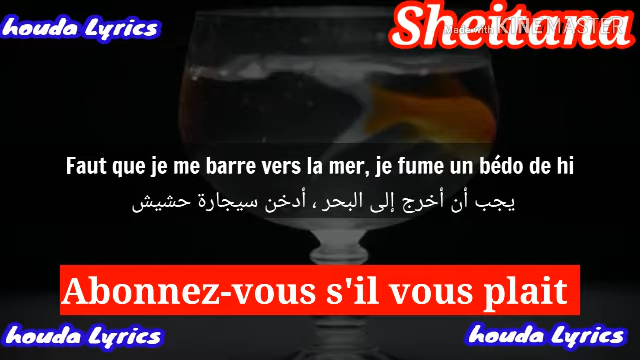 houda Lyrics
Sheitana
Made with KINEMASTER
Faut que je me barre vers la mer, je fume un bédo de hi
يجب أن أخرج إلى البحر ، أدخن سيجارة حشيش
Abonnez-vous s'il vous plait
houda Lyrics
houda Lyrics